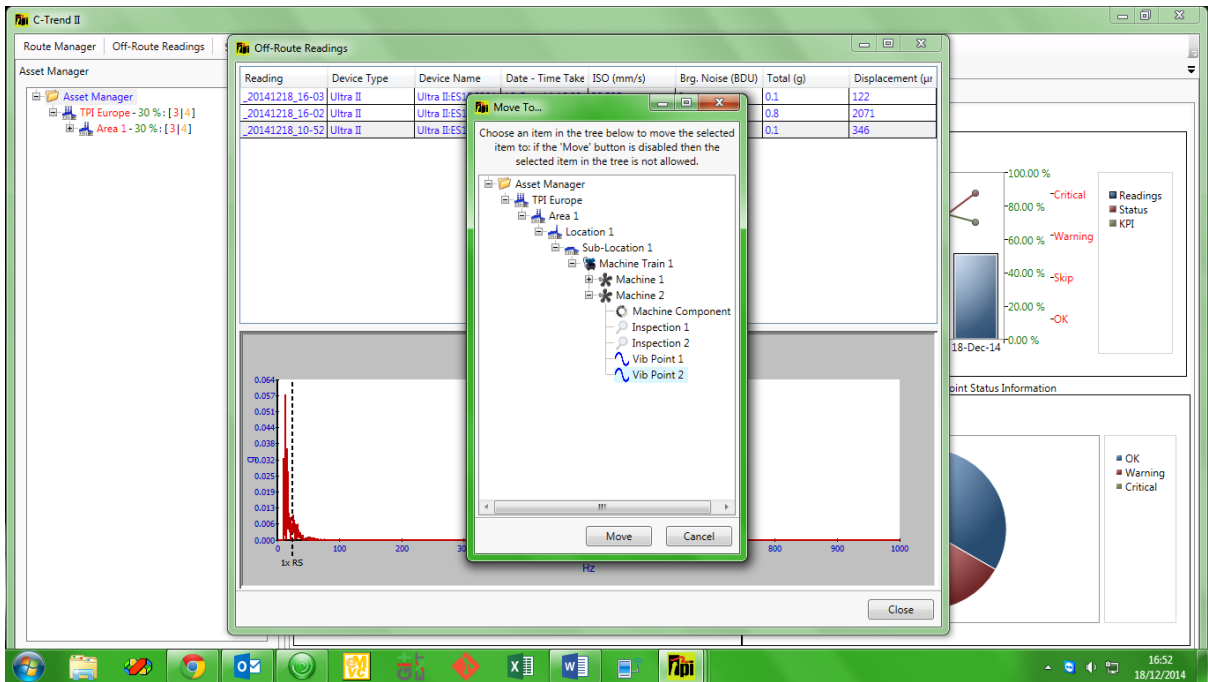 C-Trend II
Route Manager Off-Route Readings
Asset Manager
Asset Manager
TPI Europe - 30 % : [ 3 | 4 ]
Area 1 - 30 % : [ 3 | 4 ]
Off-Route Readings
Reading Device Type Device Name Date - Time Take ISO (mm/s) Brg. Noise (BDU) Total (g) Displacement (µr
_20141218_16-03 Ultra II Ultra II:ES1 0.1 122
_20141218_16-02 Ultra II Ultra II:ES1 0.8 2071
_20141218_10-52 Ultra II Ultra II:ES1 0.1 346
Move To...
Choose an item in the tree below to move the selected
item to: if the 'Move' button is disabled then the
selected item in the tree is not allowed.
Asset Manager
TPI Europe
Area 1
Location 1
Sub-Location 1
Machine Train 1
Machine 1
Machine 2
Machine Component
Inspection 1
Inspection 2
Vib Point 1
Vib Point 2
Move Cancel
0.064
0.057
0.051
0.044
0.038
0.032
0.025
0.019
0.013
0.006
0.000
g
0 100 200 30 800 900 1000
1x RS
Hz
Close
100.00 %
80.00 %
60.00 %
40.00 %
20.00 %
0.00 %
Critical
Warning
Skip
OK
18-Dec-14
Readings
Status
KPI
oint Status Information
OK
Warning
Critical
tpi
16:52
18/12/2014